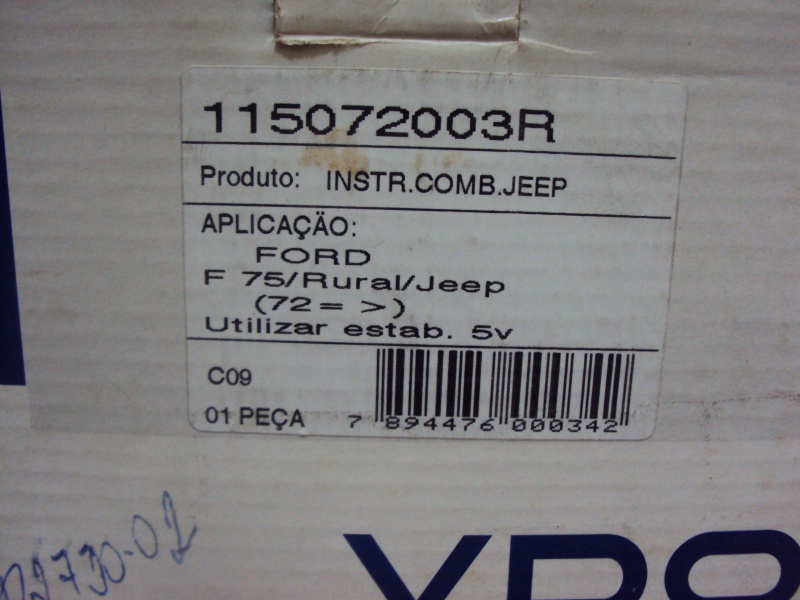 115072003R
Produto: INSTR.COMB.JEEP
APLICAÇÃO:
FORD
F 75/Rural/Jeep
(72= >)
Utilizar estab. 5v
C09
01 PEÇA
7 894476 000342